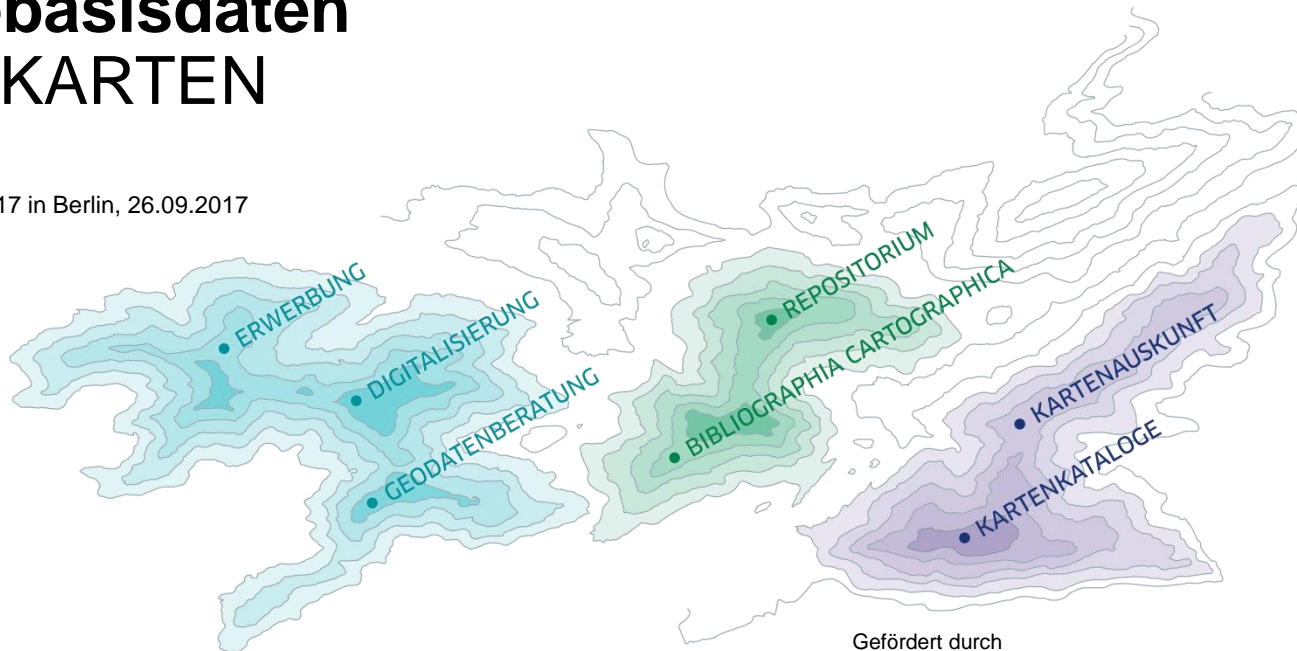 basisdaten
KARTEN
17 in Berlin, 26.09.2017
ERWERBUNG
DIGITALISIERUNG
GEODATENBERATUNG
REPOSITORIUM
BIBLIOGRAPHIA CARTOGRAPHICA
KARTENAUSKUNFT
KARTENKATALOGE
Gefördert durch